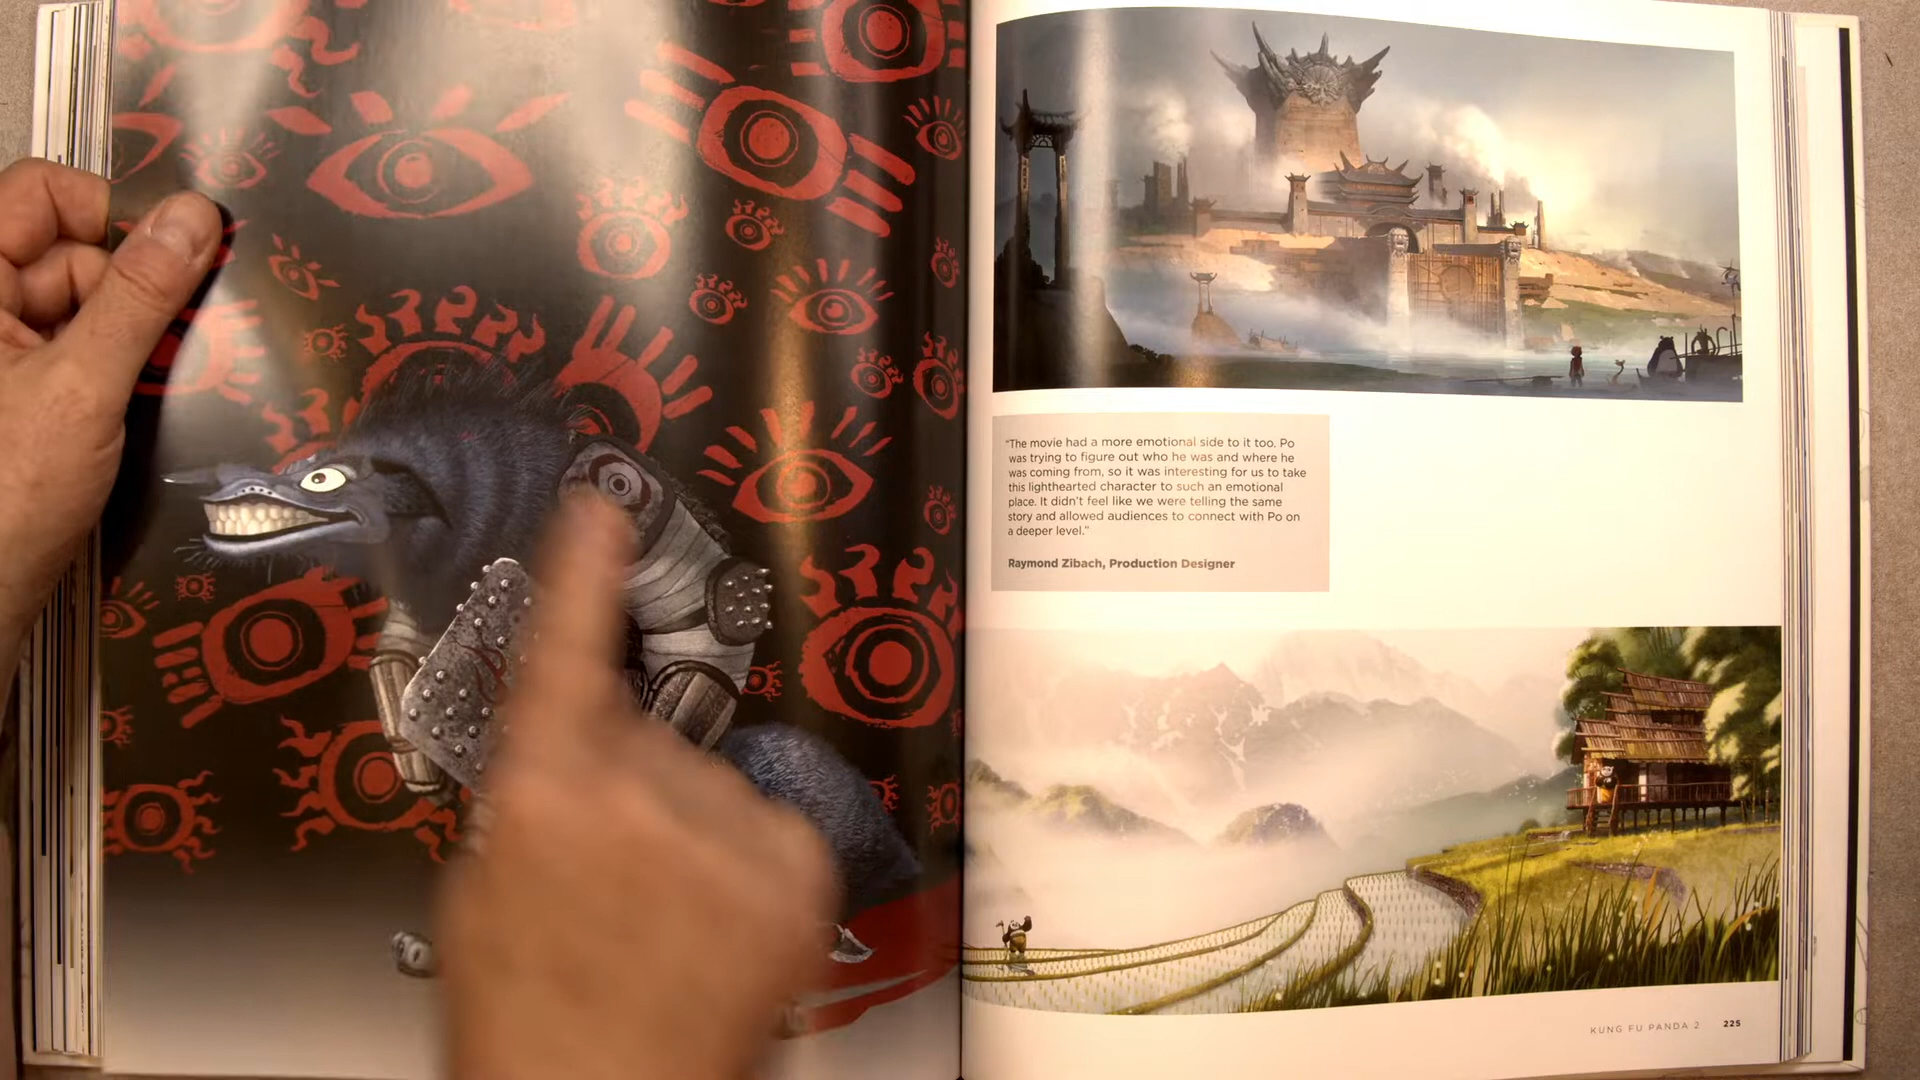 "The movie had a more emotional side to it too. Po
was trying to figure out who he was and where he
was coming from, so it was interesting for us to take
this lighthearted character to such an emotional
place. It didn't feel like we were telling the same
story and allowed audiences to connect with Po on
a deeper level."
Raymond Zibach, Production Designer
KUNG FU PANDA 2 225